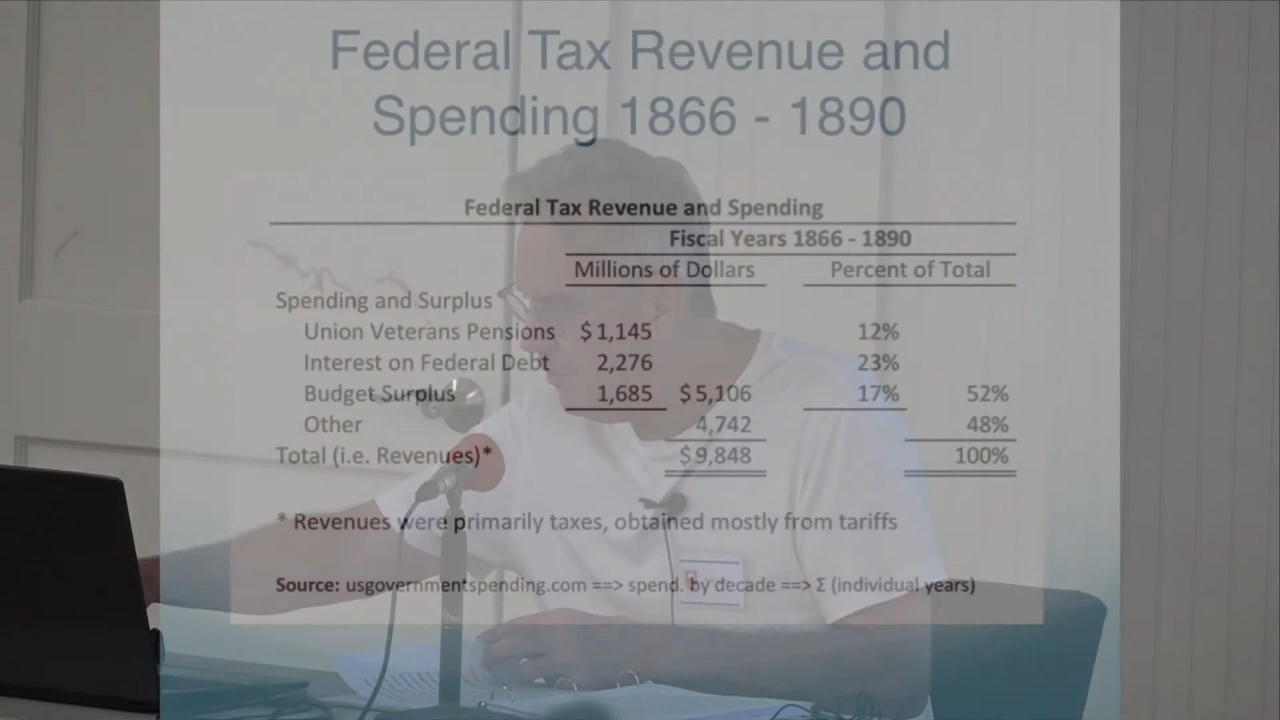 Federal Tax Revenue and
Spending 1866 - 1890
Federal Tax Revenue and Spending
Fiscal Years 1866 - 1890
Millions of Dollars Percent of Total
Spending and Surplus
Union Veterans Pensions $ 1,145 12%
Interest on Federal Debt 2,276 23%
Budget Surplus 1,685 $ 5,106 17% 52%
Other 4,742 48%
Total (i.e. Revenues)* $ 9,848 100%
* Revenues were primarily taxes, obtained mostly from tariffs
Source: usgovernmentspending.com ==> spend. by decade ==> Σ (individual years)